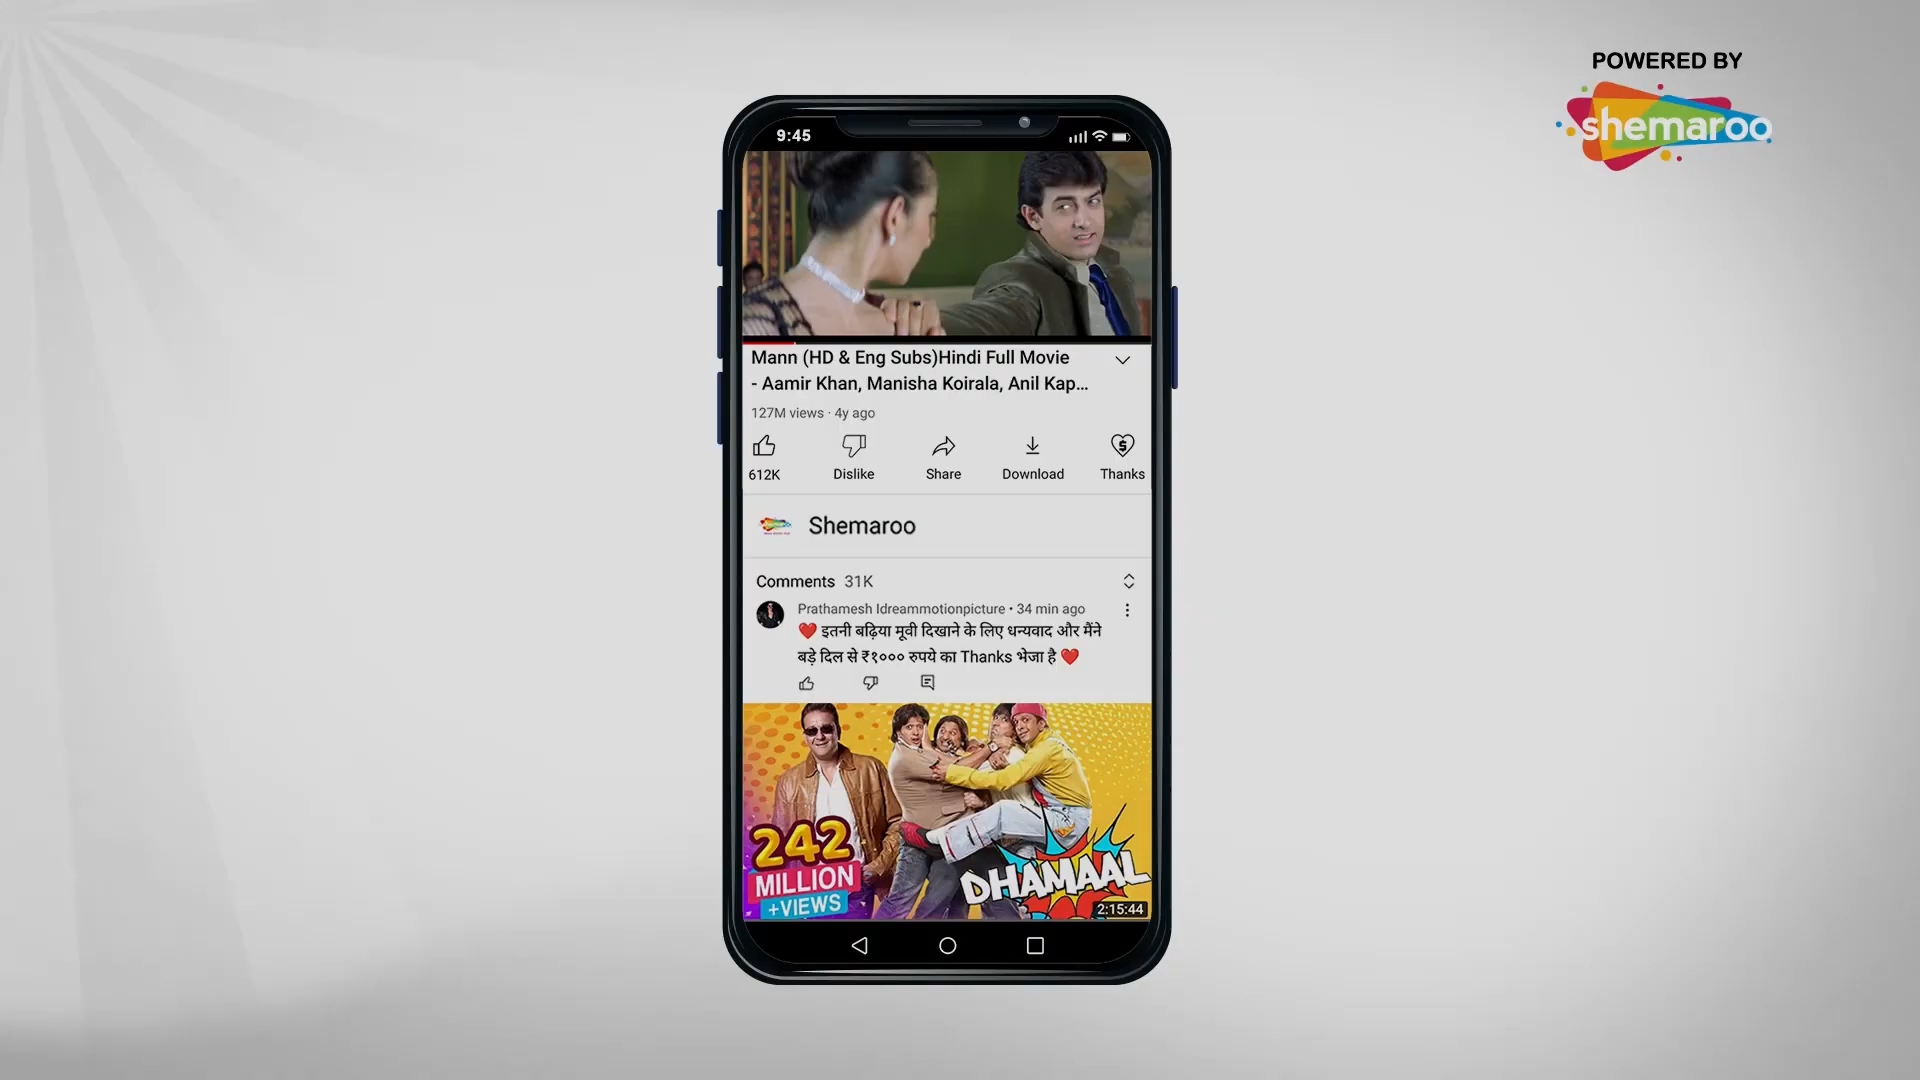 POWERED BY
shemaroo
9:45
Mann (HD & Eng Subs)Hindi Full Movie
- Aamir Khan, Manisha Koirala, Anil Kap...
127M views · 4y ago
612K
Dislike
Share
Download
Thanks
Shemaroo
Comments 31K
Prathamesh Idreammotionpicture • 34 min ago
❤️ इतनी बढ़िया मूवी दिखाने के लिए धन्यवाद और मैंने
बड़े दिल से ₹१००० रुपये का Thanks भेजा है ❤️
242
MILLION
+VIEWS
DHAMAAL
2:15:44